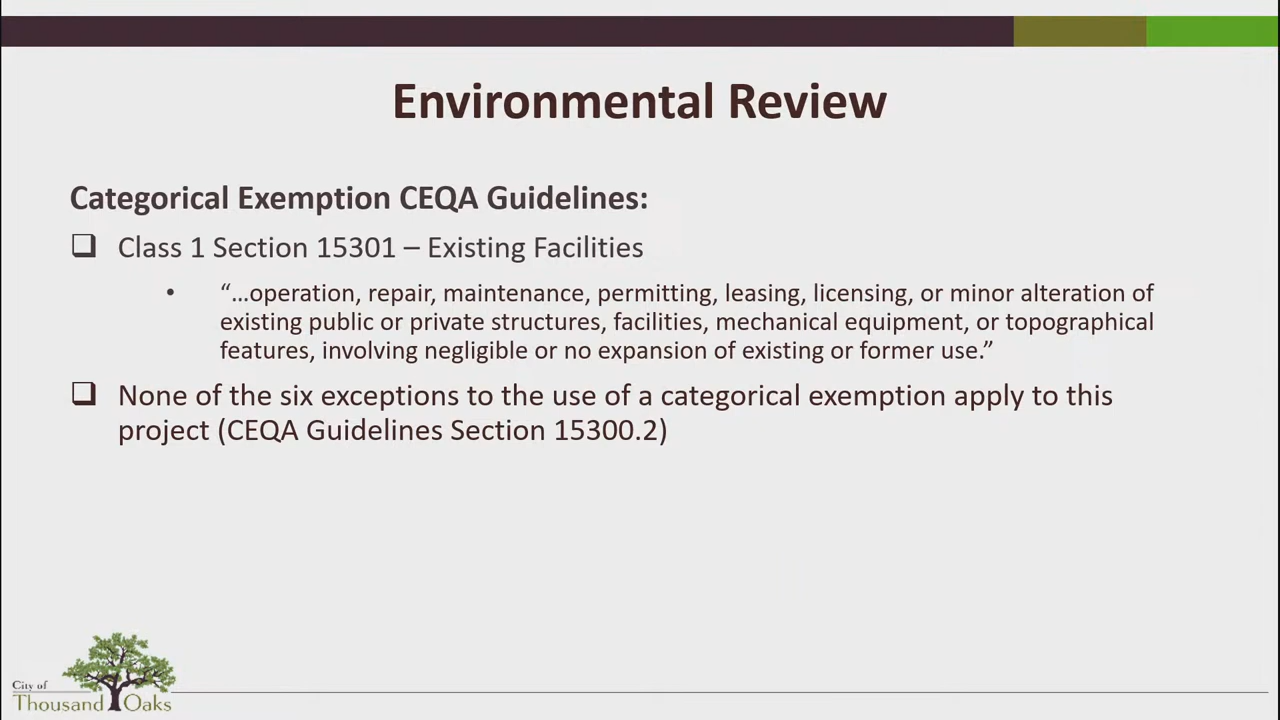 Environmental Review
Categorical Exemption CEQA Guidelines:
❑ Class 1 Section 15301 – Existing Facilities
• “…operation, repair, maintenance, permitting, leasing, licensing, or minor alteration of
existing public or private structures, facilities, mechanical equipment, or topographical
features, involving negligible or no expansion of existing or former use.”
❑ None of the six exceptions to the use of a categorical exemption apply to this
project (CEQA Guidelines Section 15300.2)
City of
Thousand Oaks